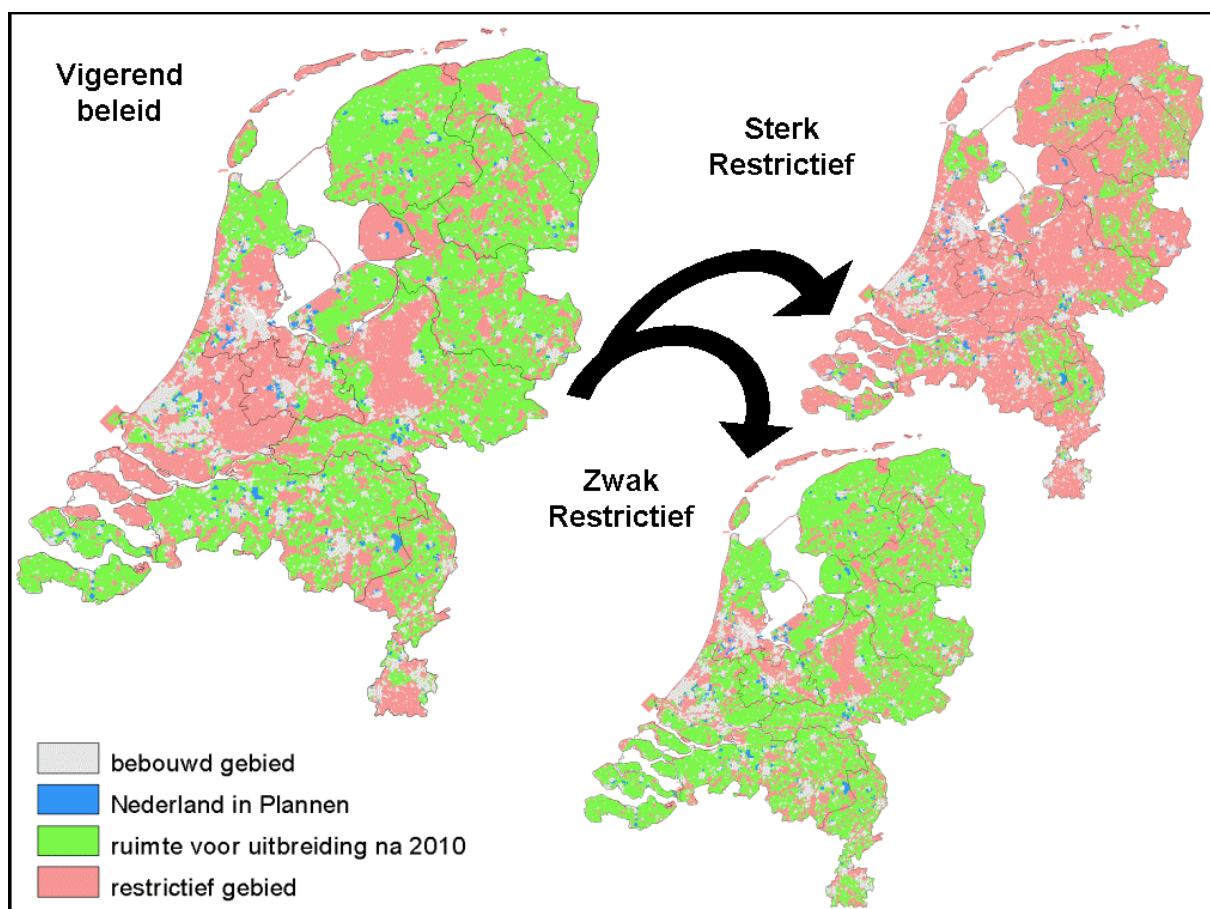 Vigerend
beleid
Sterk
Restrictief
Zwak
Restrictief
bebouwd gebied
Nederland in Plannen
ruimte voor uitbreiding na 2010
restrictief gebied